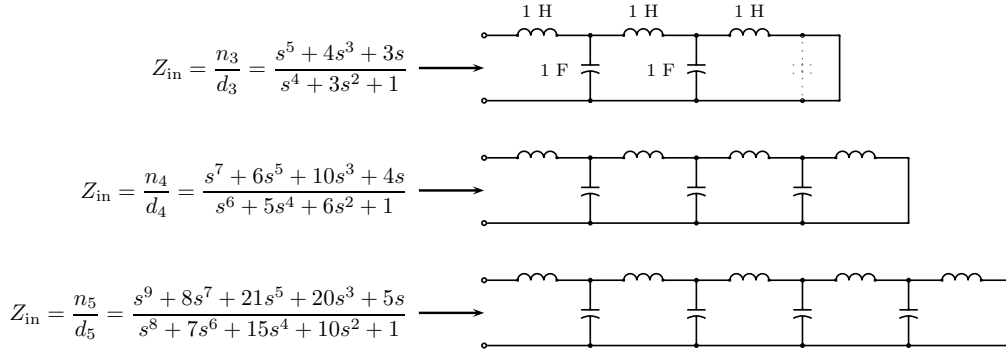 1 H 1 H 1 H
Z_in = n_3/d_3 = (s^5 + 4s^3 + 3s)/(s^4 + 3s^2 + 1)
1 F 1 F
Z_in = n_4/d_4 = (s^7 + 6s^5 + 10s^3 + 4s)/(s^6 + 5s^4 + 6s^2 + 1)
Z_in = n_5/d_5 = (s^9 + 8s^7 + 21s^5 + 20s^3 + 5s)/(s^8 + 7s^6 + 15s^4 + 10s^2 + 1)